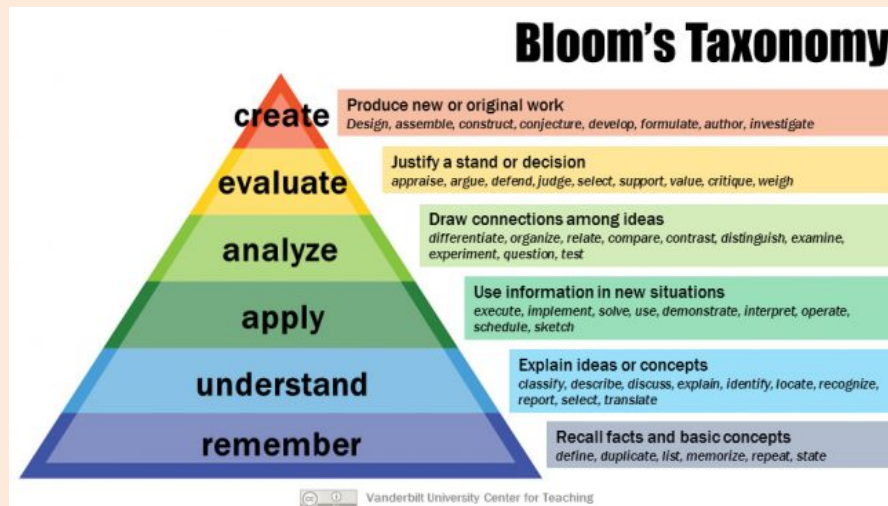 Bloom's Taxonomy
create
Produce new or original work
Design, assemble, construct, conjecture, develop, formulate, author, investigate
evaluate
Justify a stand or decision
appraise, argue, defend, judge, select, support, value, critique, weigh
analyze
Draw connections among ideas
differentiate, organize, relate, compare, contrast, distinguish, examine,
experiment, question, test
apply
Use information in new situations
execute, implement, solve, use, demonstrate, interpret, operate,
schedule, sketch
understand
Explain ideas or concepts
classify, describe, discuss, explain, identify, locate, recognize,
report, select, translate
remember
Recall facts and basic concepts
define, duplicate, list, memorize, repeat, state
cc Vanderbilt University Center for Teaching